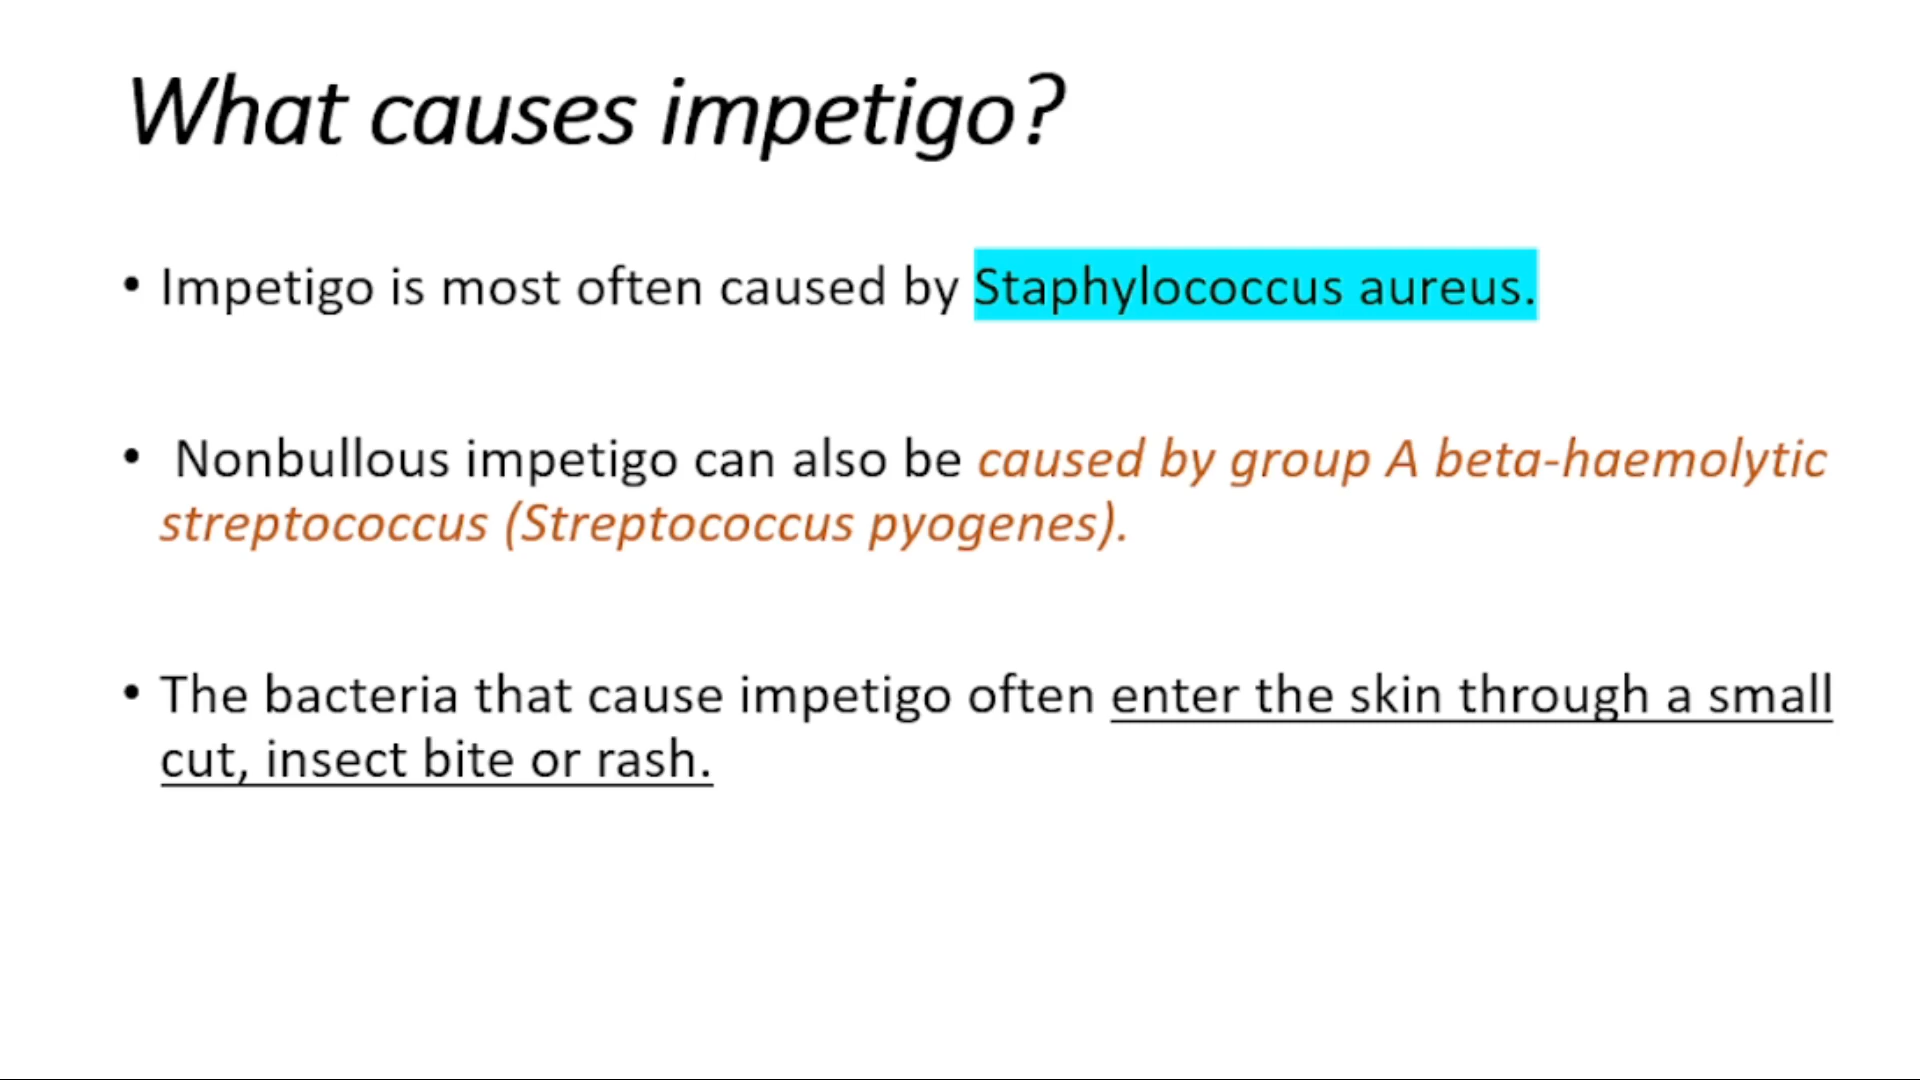 What causes impetigo?
• Impetigo is most often caused by Staphylococcus aureus.
• Nonbullous impetigo can also be caused by group A beta-haemolytic
streptococcus (Streptococcus pyogenes).
• The bacteria that cause impetigo often enter the skin through a small
cut, insect bite or rash.